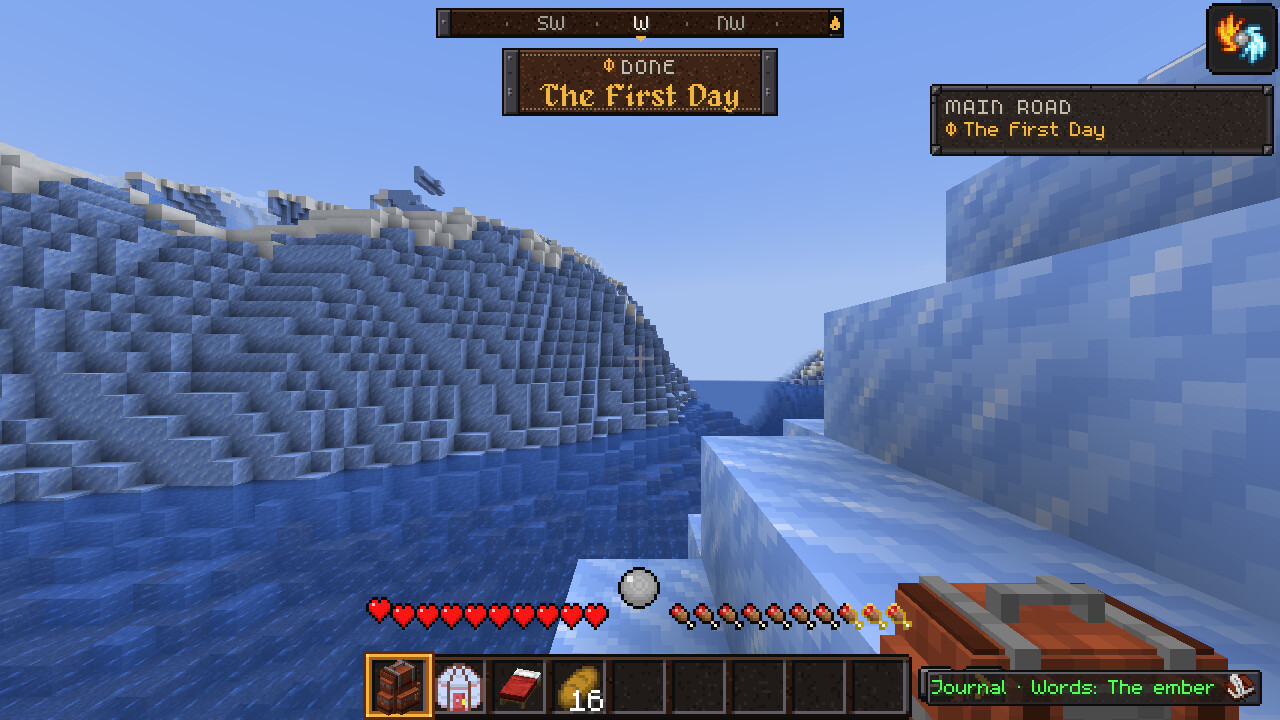 SW W NW
DONE
The First Day
MAIN ROAD
The First Day
16
Journal · Words: The ember